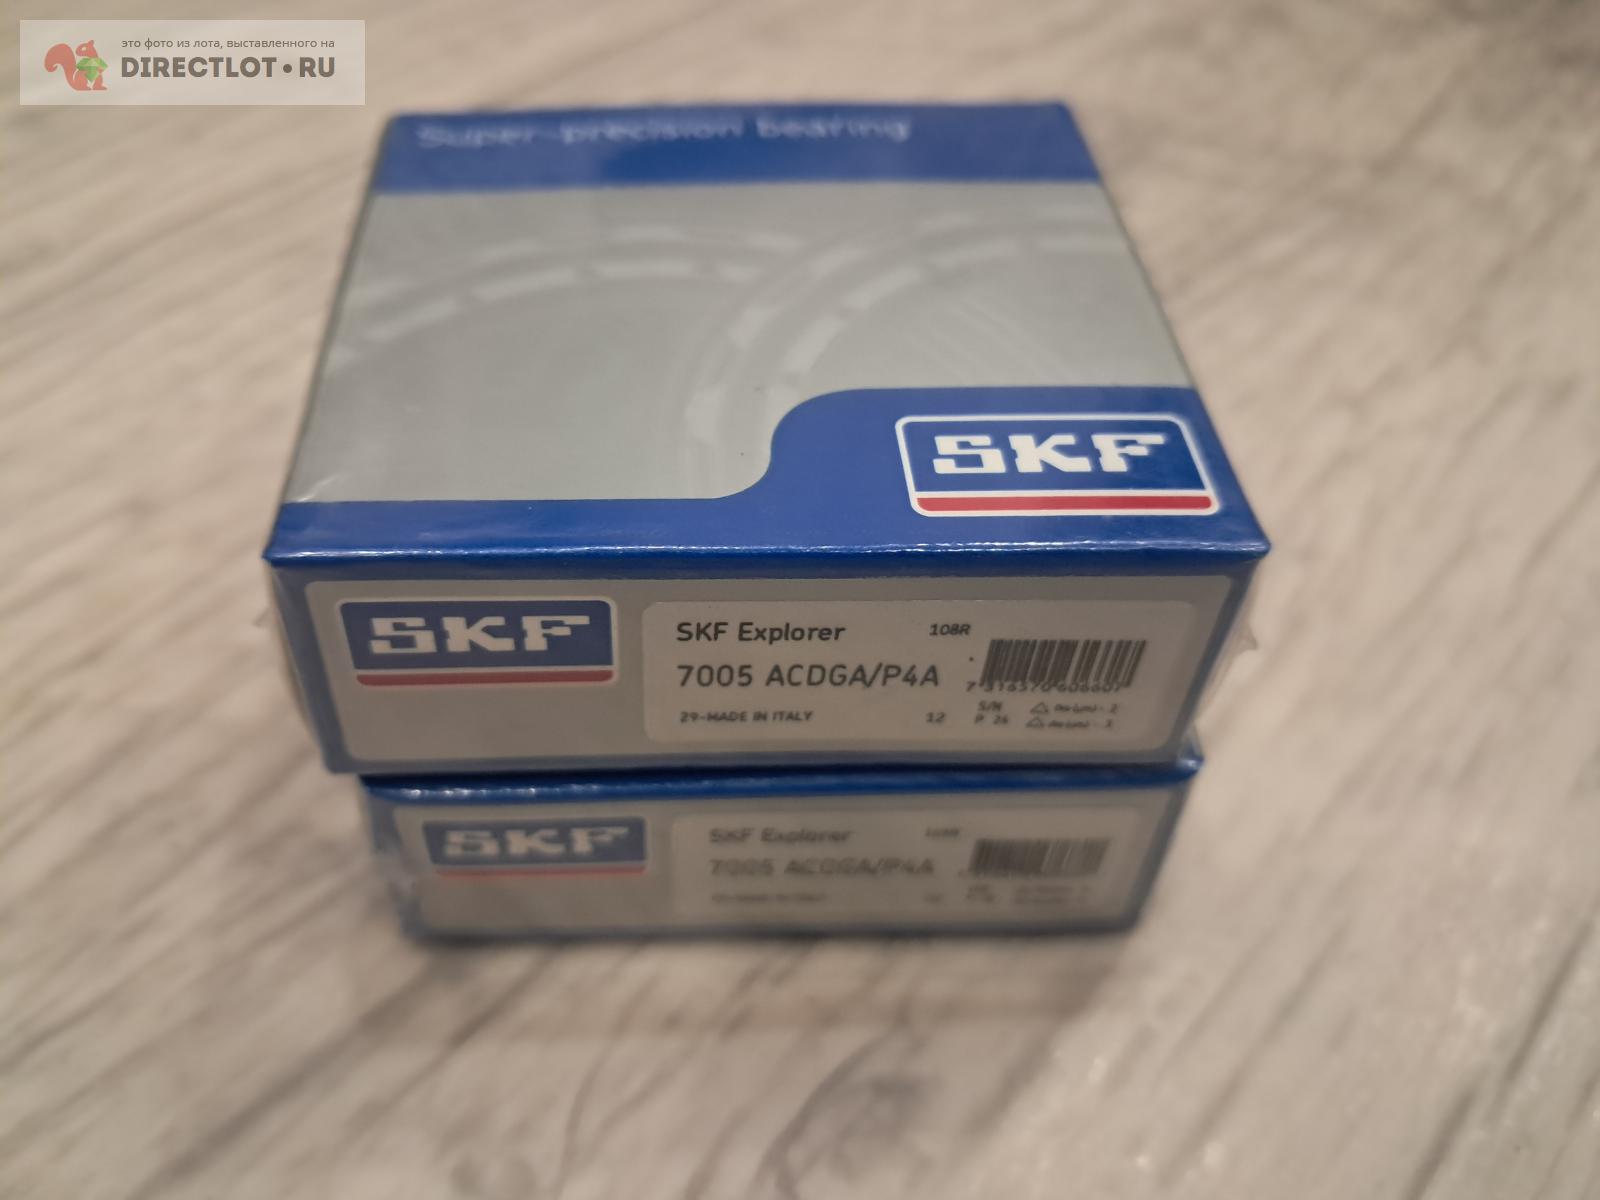 это фото из лота, выставленного на
DIRECTLOT•RU
Super-precision bearing
SKF
SKF
SKF Explorer
108R
7005 ACDGA/P4A
29-MADE IN ITALY
12
S/N
P 26
SKF
SKF Explorer
7005 ACDGA/P4A